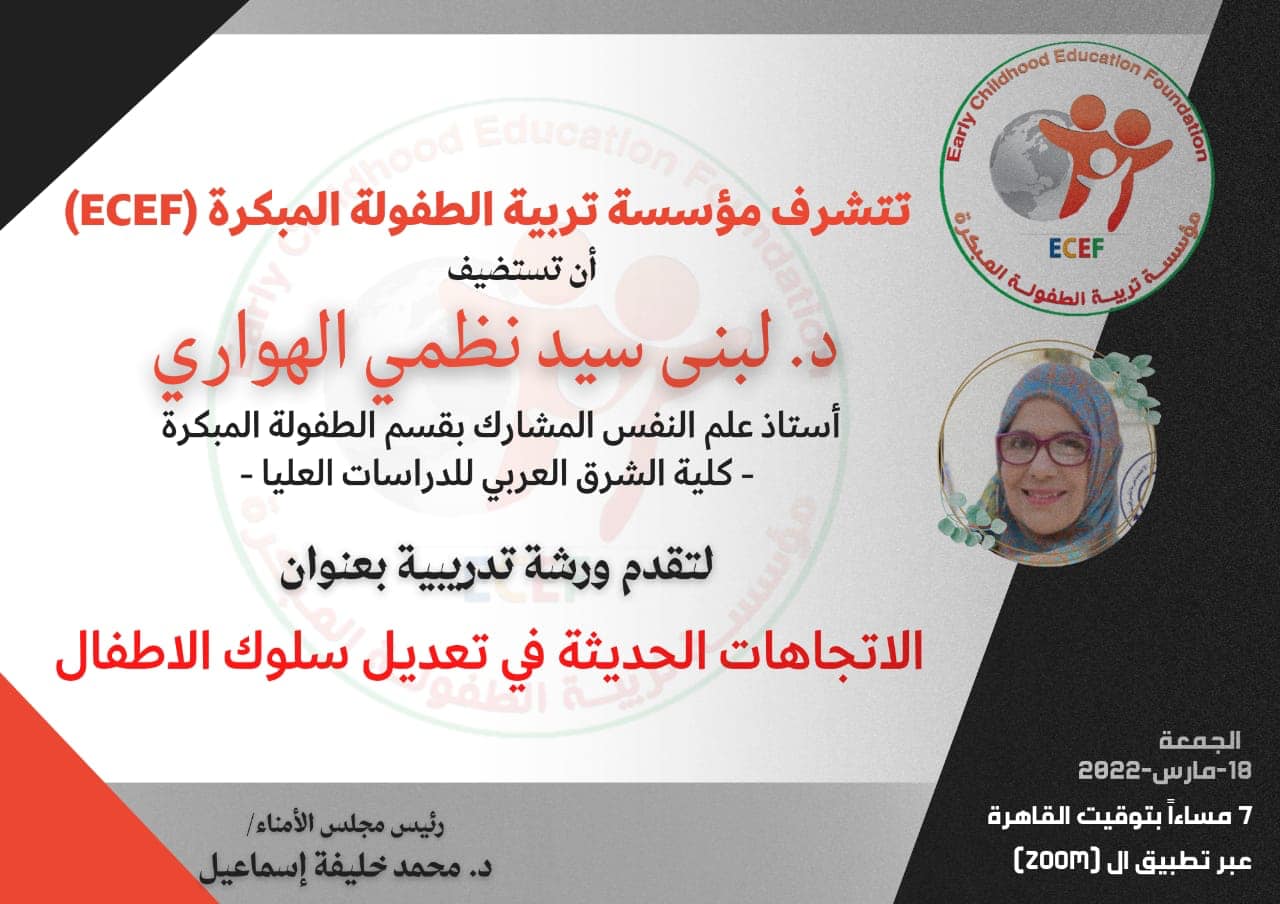 Early Childhood Education Foundation
ECEF
مؤسسة تربية الطفولة المبكرة
تتشرف مؤسسة تربية الطفولة المبكرة (ECEF)
أن تستضيف
د. لبنى سيد نظمي الهواري
أستاذ علم النفس المشارك بقسم الطفولة المبكرة
- كلية الشرق العربي للدراسات العليا -
لتقدم ورشة تدريبية بعنوان
الاتجاهات الحديثة في تعديل سلوك الاطفال
الجمعة
18-مارس-2022
7 مساءاً بتوقيت القاهرة
عبر تطبيق ال (zoom)
رئيس مجلس الأمناء/
د. محمد خليفة إسماعيل